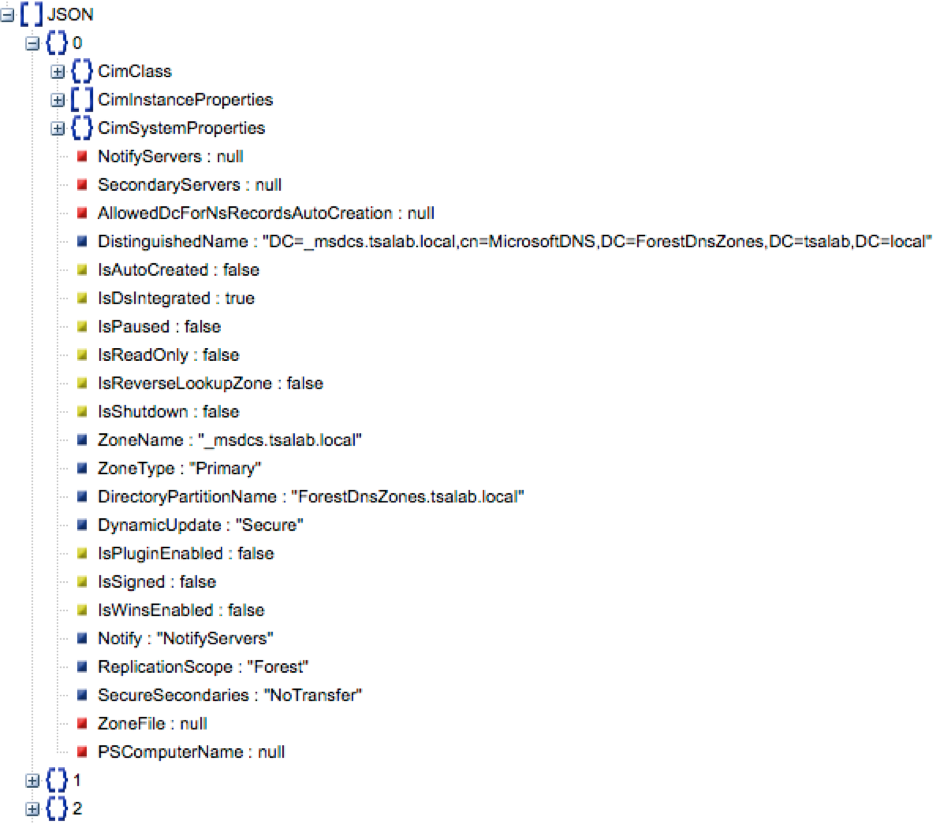 JSON
0
CimClass
CimInstanceProperties
CimSystemProperties
NotifyServers : null
SecondaryServers : null
AllowedDcForNsRecordsAutoCreation : null
DistinguishedName : "DC=_msdcs.tsalab.local,cn=MicrosoftDNS,DC=ForestDnsZones,DC=tsalab,DC=local"
IsAutoCreated : false
IsDsIntegrated : true
IsPaused : false
IsReadOnly : false
IsReverseLookupZone : false
IsShutdown : false
ZoneName : "_msdcs.tsalab.local"
ZoneType : "Primary"
DirectoryPartitionName : "ForestDnsZones.tsalab.local"
DynamicUpdate : "Secure"
IsPluginEnabled : false
IsSigned : false
IsWinsEnabled : false
Notify : "NotifyServers"
ReplicationScope : "Forest"
SecureSecondaries : "NoTransfer"
ZoneFile : null
PSComputerName : null
1
2